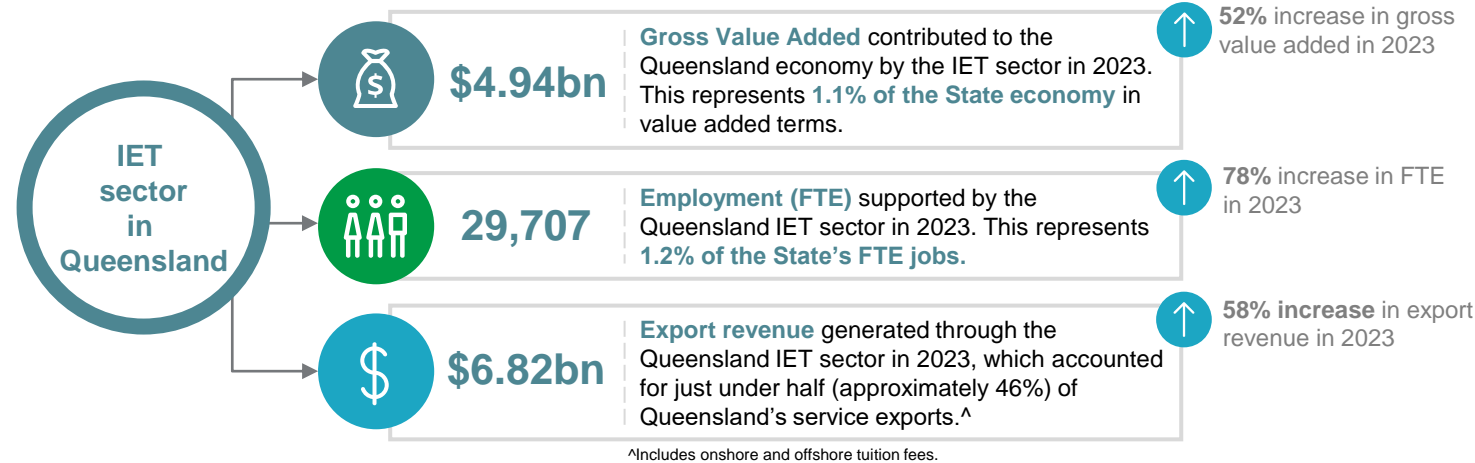 IET
sector
in
Queensland
$4.94bn
Gross Value Added contributed to the
Queensland economy by the IET sector in 2023.
This represents 1.1% of the State economy in
value added terms.
52% increase in gross
value added in 2023
29,707
Employment (FTE) supported by the
Queensland IET sector in 2023. This represents
1.2% of the State’s FTE jobs.
78% increase in FTE
in 2023
$6.82bn
Export revenue generated through the
Queensland IET sector in 2023, which accounted
for just under half (approximately 46%) of
Queensland’s service exports.^
58% increase in export
revenue in 2023
^Includes onshore and offshore tuition fees.